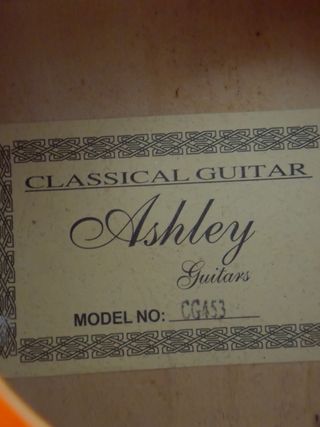 CLASSICAL GUITAR
Ashley
Guitars
MODEL NO: CG453